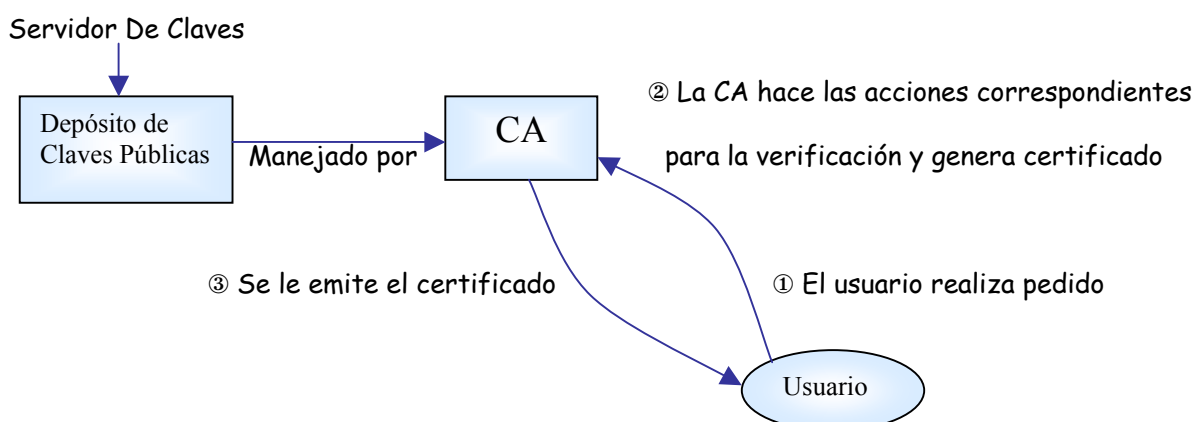 Servidor De Claves
Depósito de
Claves Públicas
Manejado por
CA
② La CA hace las acciones correspondientes
para la verificación y genera certificado
③ Se le emite el certificado
① El usuario realiza pedido
Usuario